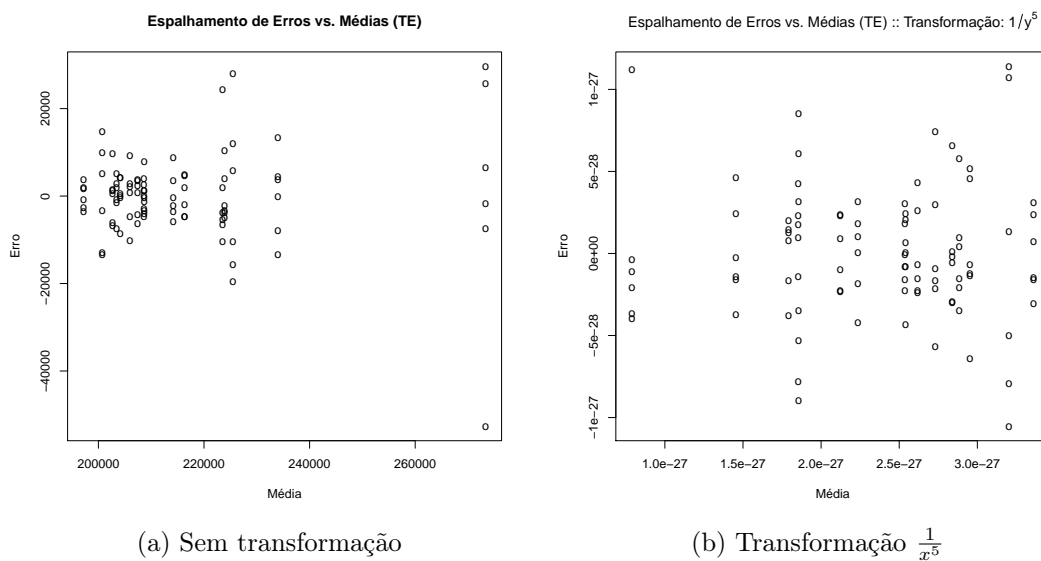 Espalhamento de Erros vs. Médias (TE)
20000
0
−20000
−40000
Erro
200000 220000 240000 260000
Média
(a) Sem transformação
Espalhamento de Erros vs. Médias (TE) :: Transformação: 1/y^5
1e−27
5e−28
0e+00
−5e−28
−1e−27
Erro
1.0e−27 1.5e−27 2.0e−27 2.5e−27 3.0e−27
Média
(b) Transformação 1/x^5